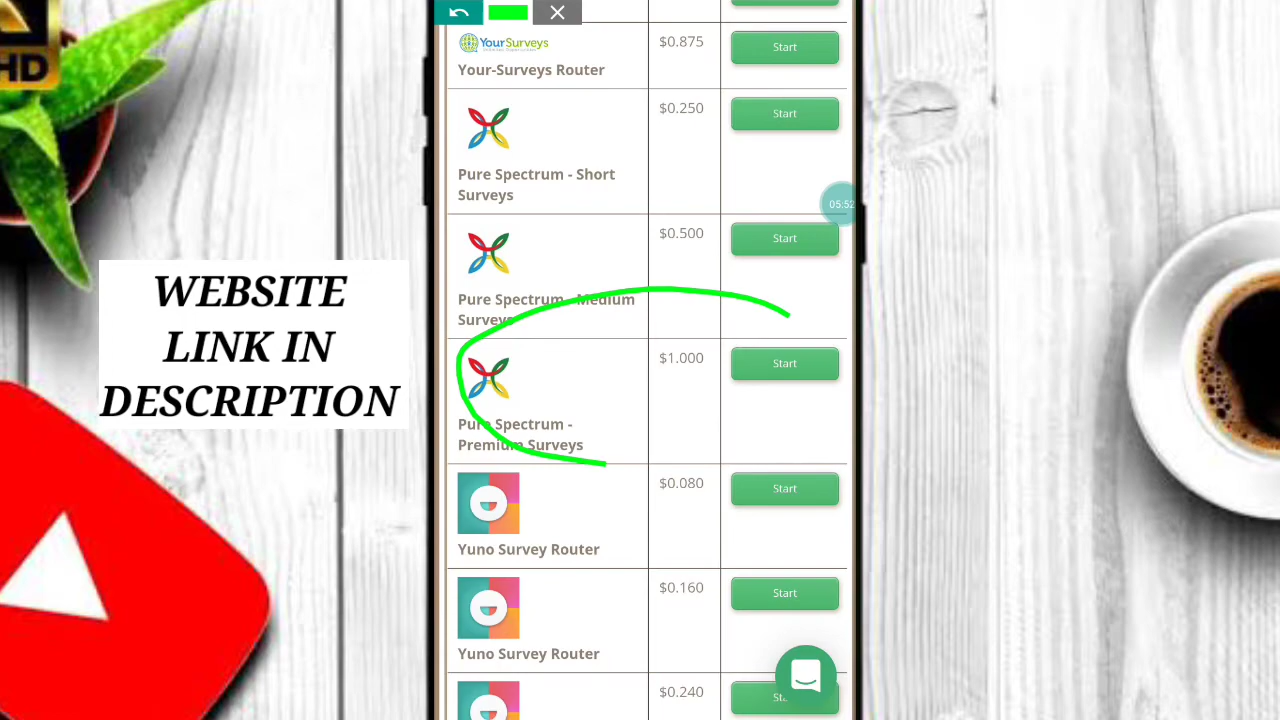 HD
WEBSITE
LINK IN
DESCRIPTION
YourSurveys
Your-Surveys Router
$0.875
Start
Pure Spectrum - Short
Surveys
$0.250
Start
05:52
Pure Spectrum - Medium
Surveys
$0.500
Start
Pure Spectrum -
Premium Surveys
$1.000
Start
Yuno Survey Router
$0.080
Start
Yuno Survey Router
$0.160
Start
$0.240